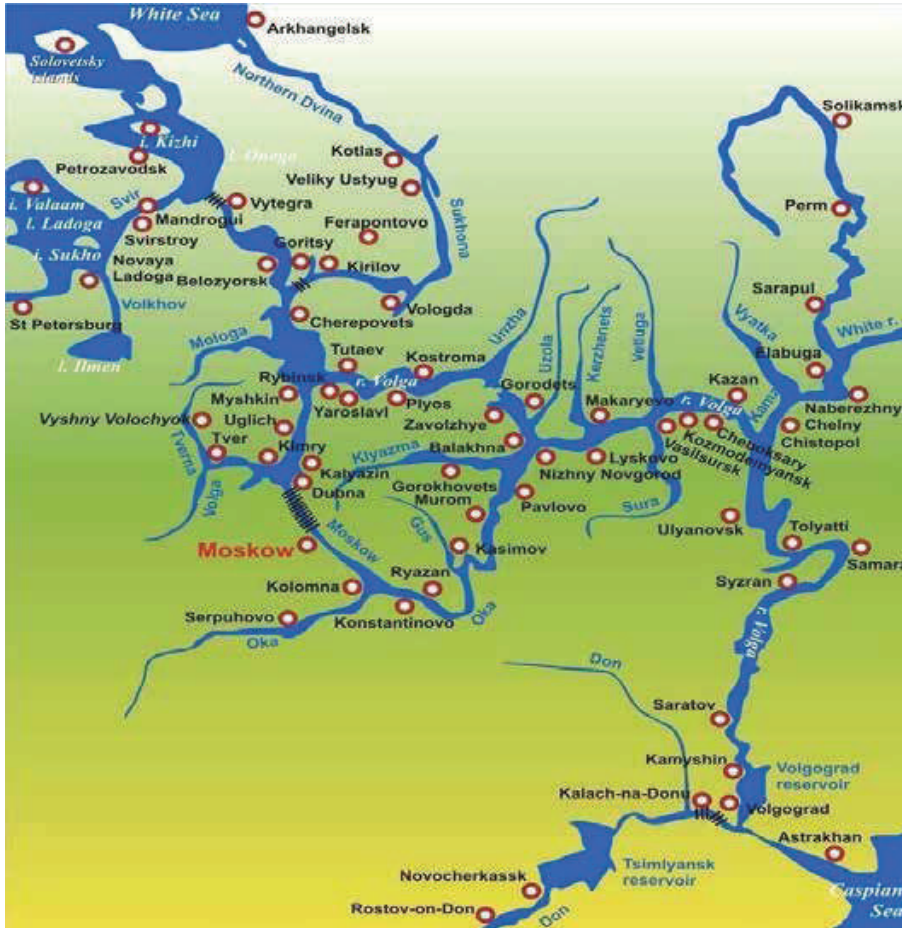 White Sea
Arkhangelsk
Solovetsky
islands
Northern Dvina
Solikamsk
i. Kizhi
l. Onego
Kotlas
Petrozavodsk
Veliky Ustyug
i. Valaam
Svir
Vytegra
Perm
l. Ladoga
Mandrogui
Ferapontovo
Sukhona
Svirstroy
Goritsy
i. Sukho
Novaya
Ladoga
Belozyorsk
Kirilov
Unzha
Vyatka
Sarapul
Volkhov
Vologda
St Petersburg
Cherepovets
Uzola
Kerzhenets
Vetluga
White r.
Mologa
l. Ilmen'
Tutaev
Kostroma
Elabuga
Rybinsk
r. Volga
Gorodets
Kazan
Myshkin
Yaroslavl
Plyos
Makaryevo
r. Volga
Kama
Naberezhny
Chelny
Vyshny Volochyok
Uglich
Zavolzhye
Cheboksary
Chistopol
Tverna
Tver
Kimry
Klyazma
Balakhna
Kozmodemyansk
Vasilsursk
Volga
Kalyazin
Dubna
Gorokhovets
Nizhny Novgorod
Lyskovo
Murom
Pavlovo
Sura
Moskow
Moskow
Gus
Kasimov
Ulyanovsk
Tolyatti
Samara
Kolomna
Ryazan
Syzran
Serpuhovo
Konstantinovo
Oka
Oka
r. Volga
Don
Saratov
Kamyshin
Volgograd
reservoir
Kalach-na-Donu
Volgograd
Astrakhan
Tsimlyansk
reservoir
Novocherkassk
Caspian
Sea
Rostov-on-Don
Don